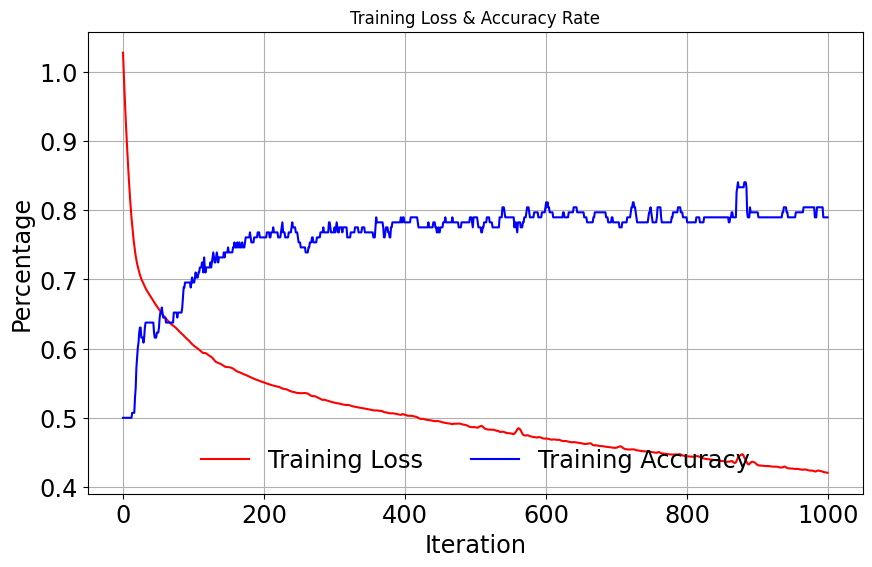 Training Loss & Accuracy Rate
1.0
0.9
0.8
0.7
0.6
0.5
0.4
Percentage
Training Loss
Training Accuracy
0 200 400 600 800 1000
Iteration